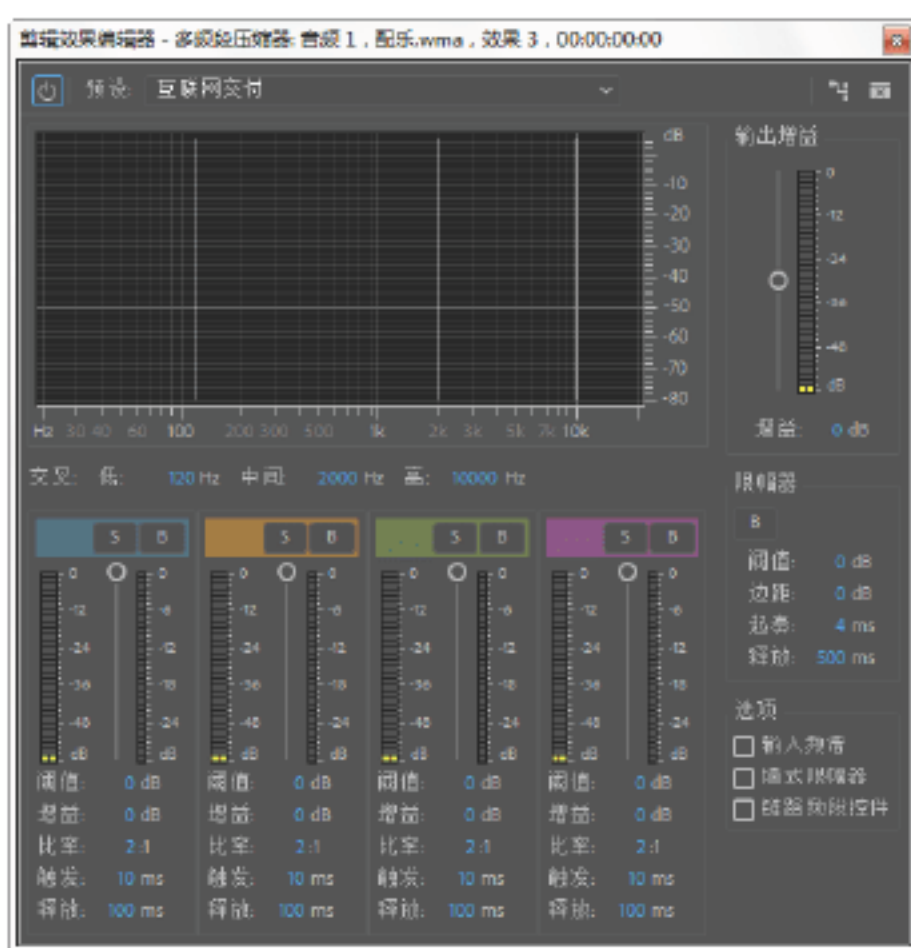 剪辑效果编辑器 - 多频段压缩器: 音频 1，配乐.wma，效果 3，00:00:00:00
预设: 互联网交付
dB
-10
-20
-30
-40
-50
-60
-70
-80
Hz 30 40 60 100 200 300 500 1k 2k 3k 5k 7k 10k
交叉: 低: 120 Hz 中间: 2000 Hz 高: 10000 Hz
输出增益
0
-12
-24
-36
-48
dB
增益: 0 dB
限幅器
B
阈值: 0 dB
边距: 0 dB
起奏: 4 ms
释放: 500 ms
选项
输入频谱
墙式限幅器
链路频限控件
S B S B S B S B
0 0 0 0 0 0 0 0
-12 -6 -12 -6 -12 -6 -12 -6
-24 -12 -24 -12 -24 -12 -24 -12
-36 -18 -36 -18 -36 -18 -36 -18
-48 -24 -48 -24 -48 -24 -48 -24
dB dB dB dB dB dB dB dB
阈值: 0 dB 阈值: 0 dB 阈值: 0 dB 阈值: 0 dB
增益: 0 dB 增益: 0 dB 增益: 0 dB 增益: 0 dB
比率: 2:1 比率: 2:1 比率: 2:1 比率: 2:1
触发: 10 ms 触发: 10 ms 触发: 10 ms 触发: 10 ms
释放: 100 ms 释放: 100 ms 释放: 100 ms 释放: 100 ms